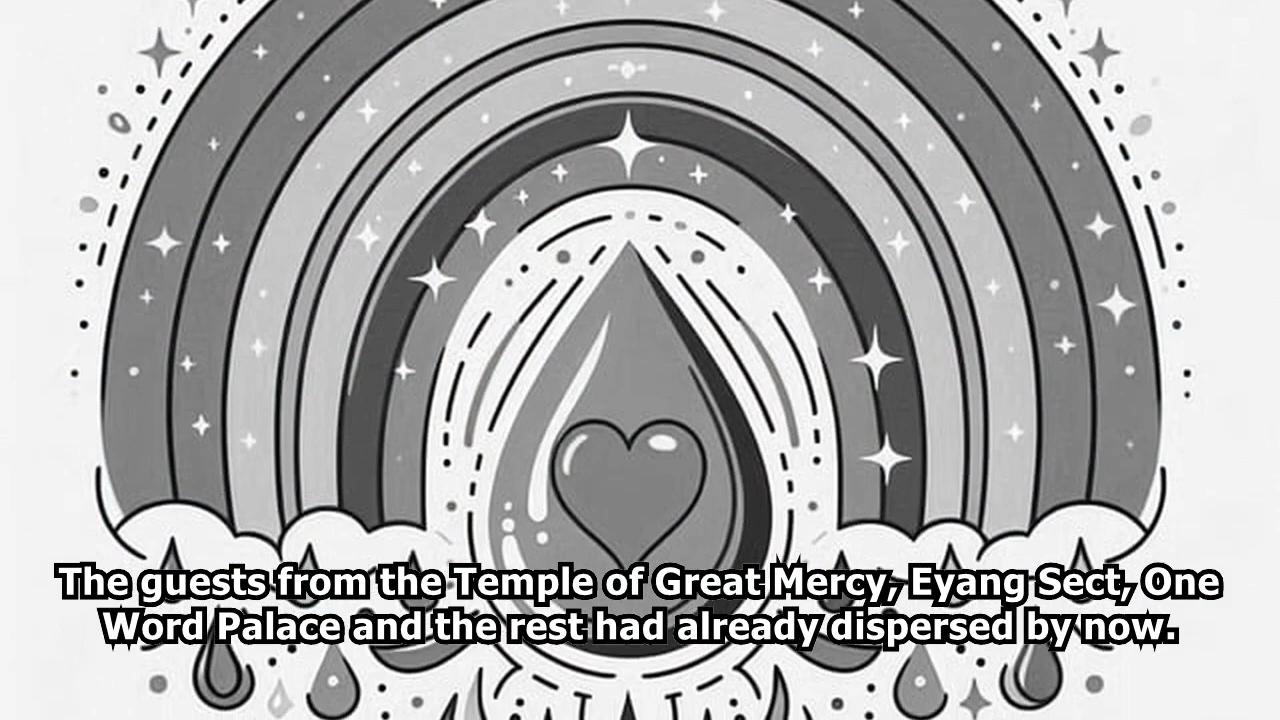 The guests from the Temple of Great Mercy, Eyang Sect, One
Word Palace and the rest had already dispersed by now.